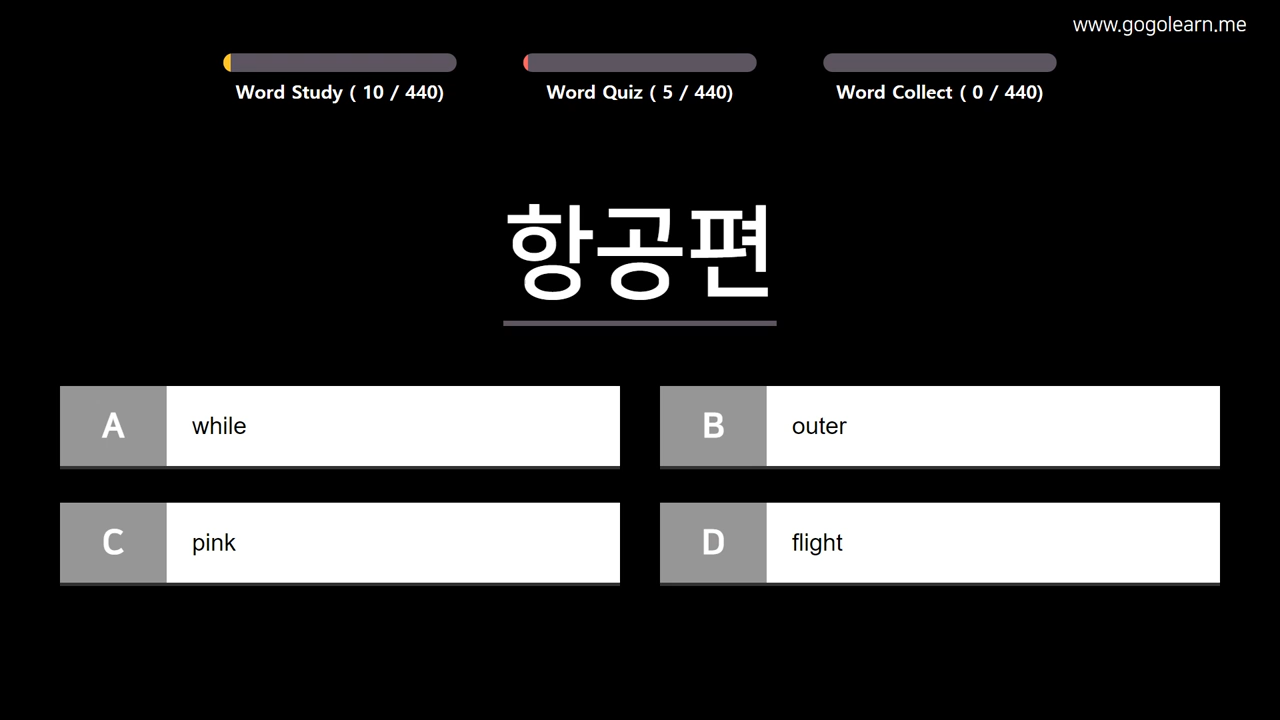 www.gogolearn.me
Word Study ( 10 / 440)
Word Quiz ( 5 / 440)
Word Collect ( 0 / 440)
항공편
A while
B outer
C pink
D flight